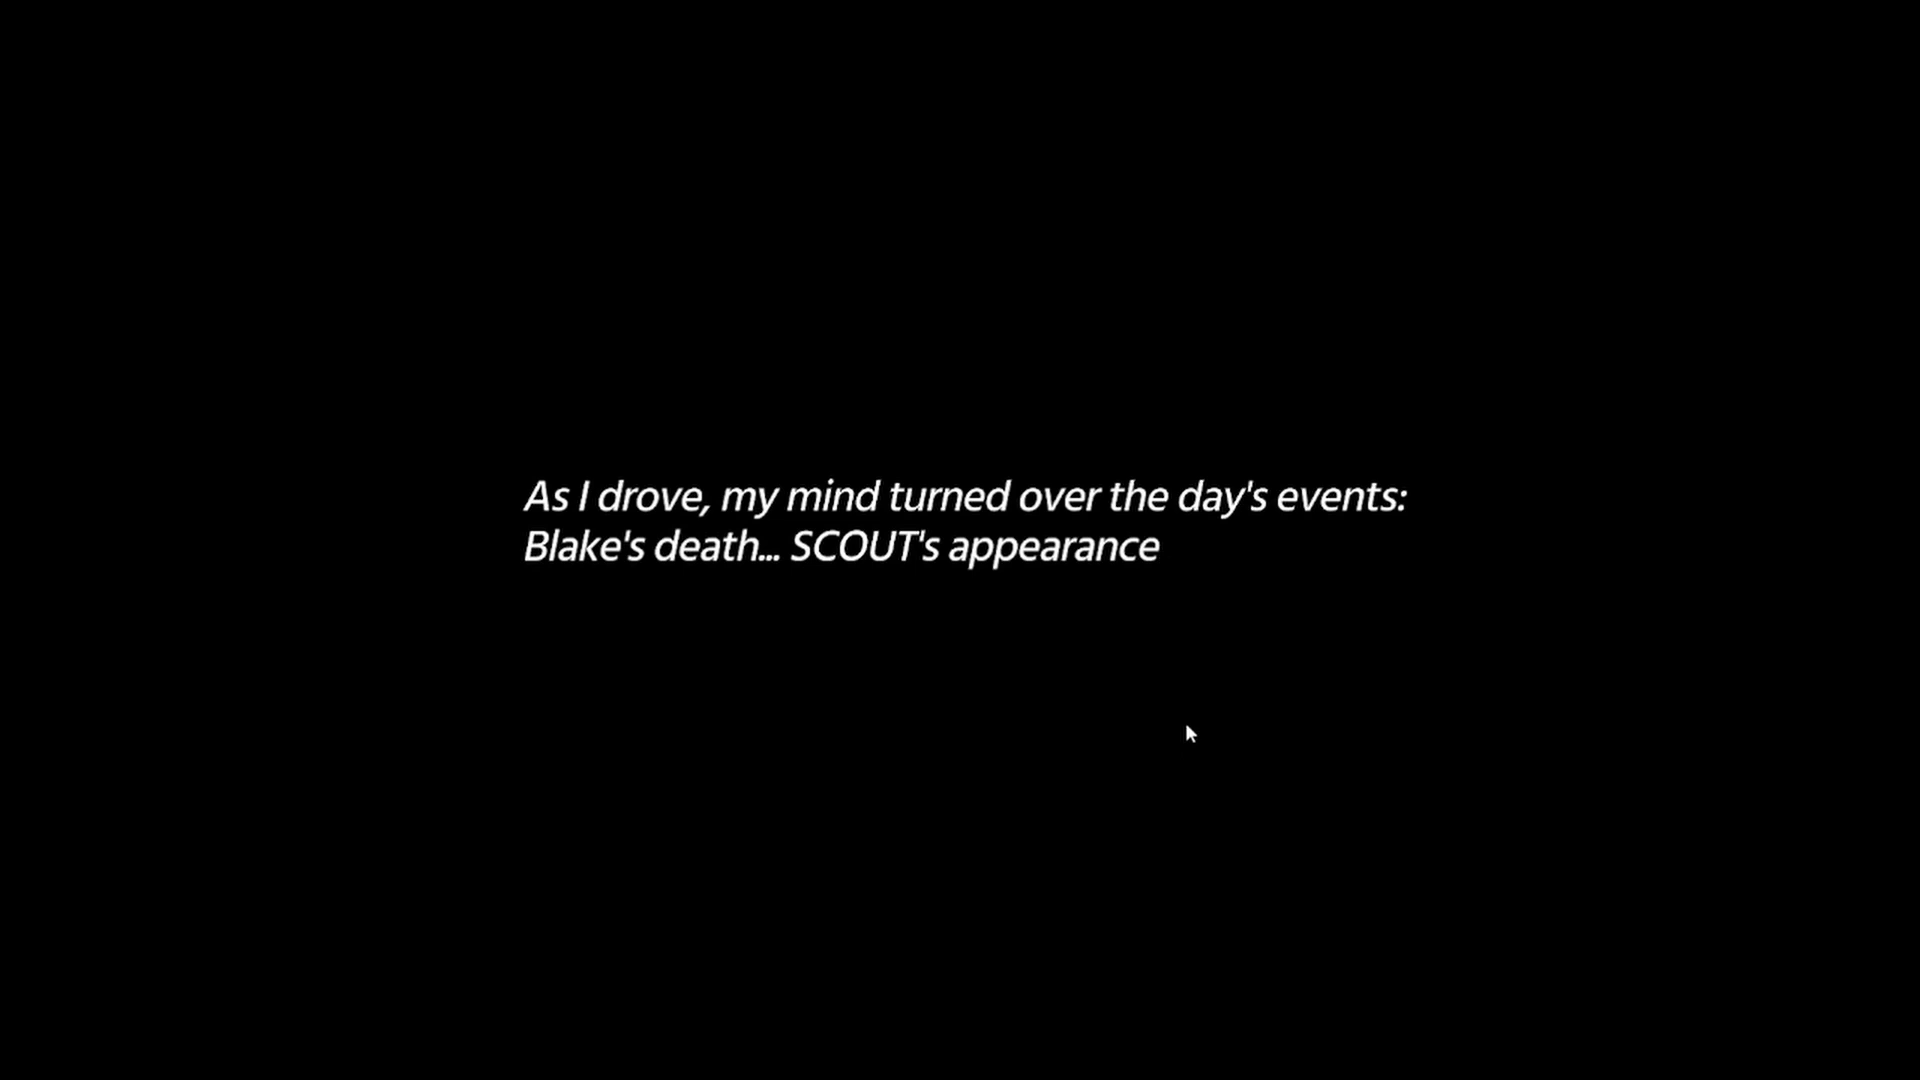 As I drove, my mind turned over the day's events:
Blake's death... SCOUT's appearance